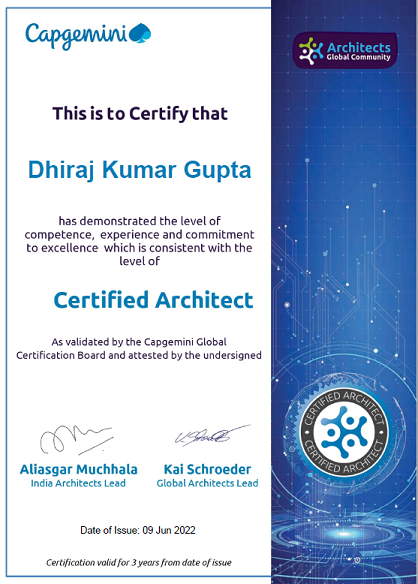 Capgemini
Architects
Global Community
This is to Certify that
Dhiraj Kumar Gupta
has demonstrated the level of
competence, experience and commitment
to excellence which is consistent with the
level of
Certified Architect
As validated by the Capgemini Global
Certification Board and attested by the undersigned
CERTIFIED ARCHITECT
CERTIFIED ARCHITECT
Aliasgar Muchhala
India Architects Lead
Kai Schroeder
Global Architects Lead
Date of Issue: 09 Jun 2022
Certification valid for 3 years from date of issue